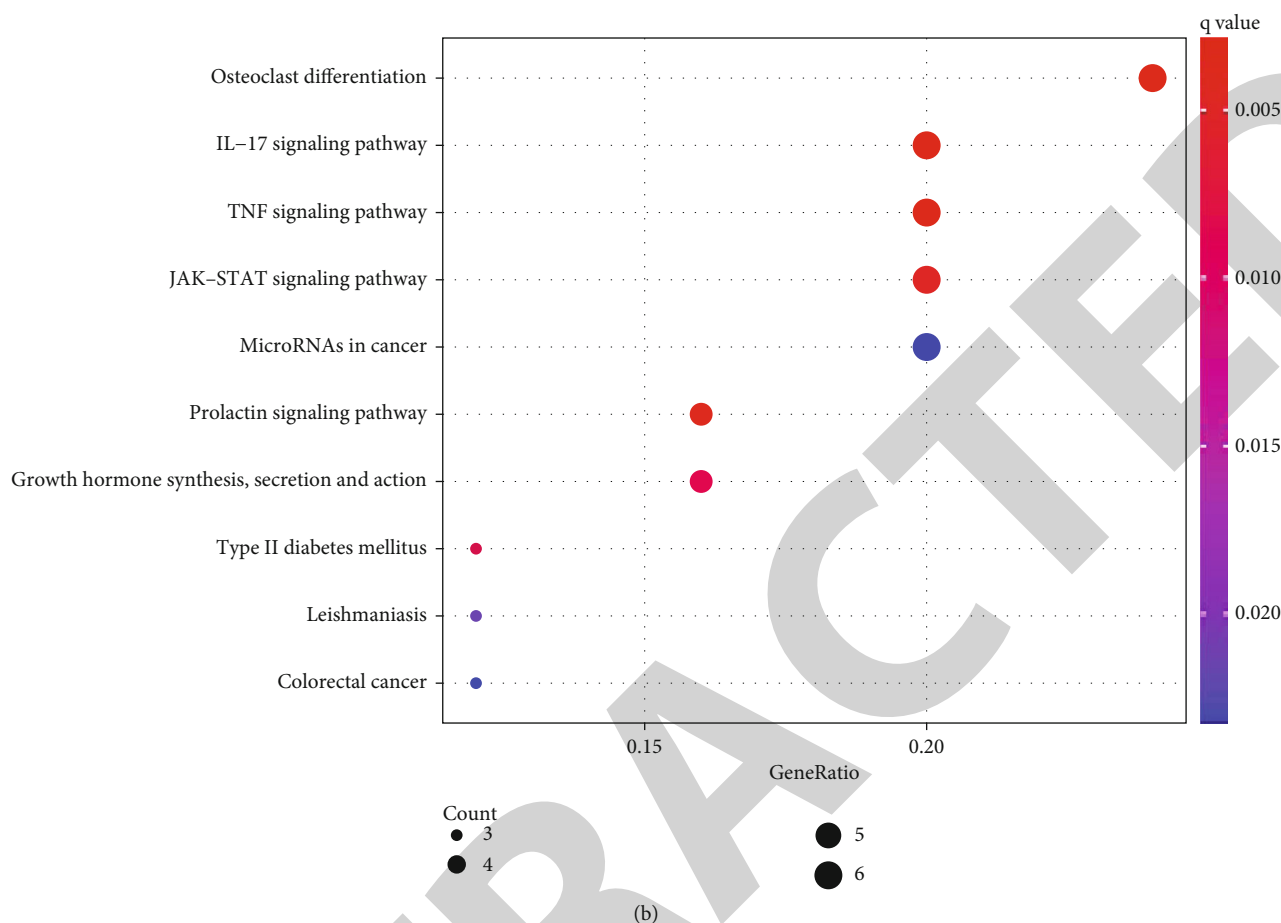 q value
Osteoclast differentiation
IL−17 signaling pathway
TNF signaling pathway
JAK−STAT signaling pathway
MicroRNAs in cancer
Prolactin signaling pathway
Growth hormone synthesis, secretion and action
Type II diabetes mellitus
Leishmaniasis
Colorectal cancer
0.005
0.010
0.015
0.020
0.15
0.20
GeneRatio
Count
3
4
5
6
(b)
RACTED